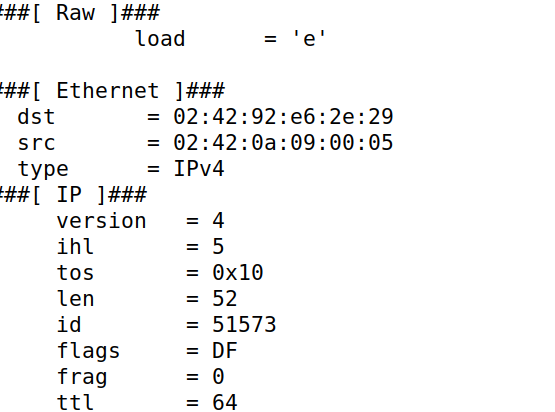 ###[ Raw ]###
load = 'e'
###[ Ethernet ]###
dst = 02:42:92:e6:2e:29
src = 02:42:0a:09:00:05
type = IPv4
###[ IP ]###
version = 4
ihl = 5
tos = 0x10
len = 52
id = 51573
flags = DF
frag = 0
ttl = 64